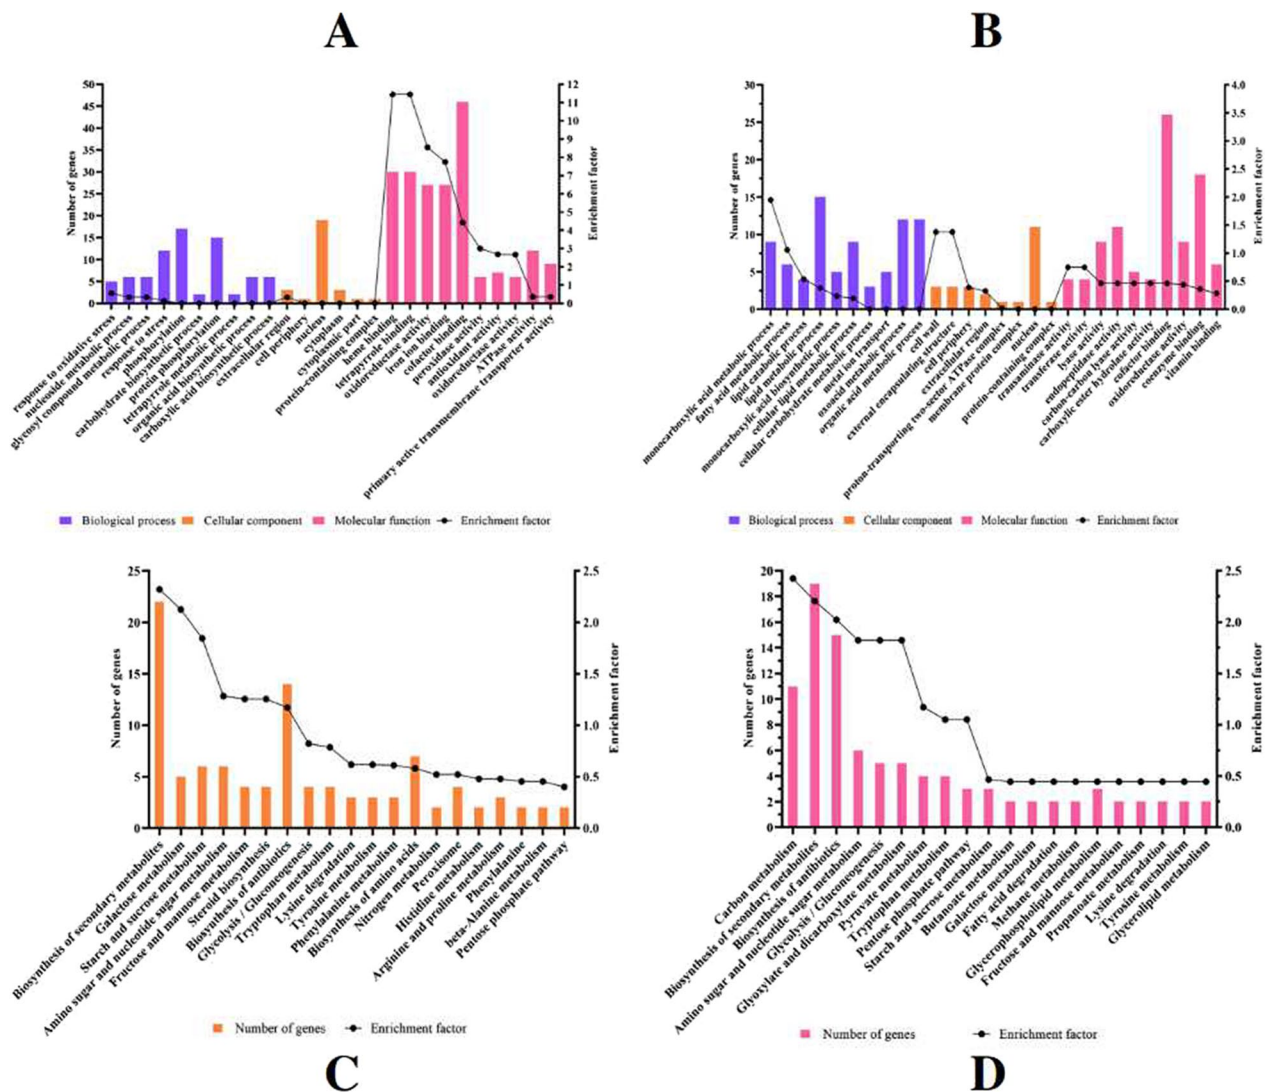 A
B
50
45
40
35
30
25
20
15
10
5
0
Number of genes
12
11
10
9
8
7
6
5
4
3
2
1
0
Enrichment factor
response to oxidative stress
nucleoside metabolic process
glycosyl compound metabolic process
response to stress
phosphorylation
carbohydrate biosynthetic process
protein phosphorylation
tetrapyrrole metabolic process
organic acid biosynthetic process
carboxylic acid biosynthetic process
extracellular region
cell periphery
nucleus
cytoplasm
cytoplasmic part
protein-containing complex
heme binding
tetrapyrrole binding
oxidoreductase activity
iron ion binding
cofactor binding
peroxidase activity
antioxidant activity
oxidoreductase activity
ATPase activity
primary active transmembrane transporter activity
Biological process
Cellular component
Molecular function
Enrichment factor
30
25
20
15
10
5
0
Number of genes
4.0
3.5
3.0
2.5
2.0
1.5
1.0
0.5
0.0
Enrichment factor
monocarboxylic acid metabolic process
fatty acid metabolic process
lipid catabolic process
lipid metabolic process
monocarboxylic acid biosynthetic process
cellular lipid metabolic process
cellular carbohydrate metabolic process
metal ion transport
oxoacid metabolic process
organic acid metabolic process
cell wall
external encapsulating structure
cell periphery
extracellular region
proton-transporting two-sector ATPase complex
membrane protein complex
nucleus
protein-containing complex
transaminase activity
transferase activity
lyase activity
endopeptidase activity
carbon-carbon lyase activity
carboxylic ester hydrolase activity
cofactor binding
oxidoreductase activity
coenzyme binding
vitamin binding
Biological process
Cellular component
Molecular function
Enrichment factor
25
20
15
10
5
0
Number of genes
2.5
2.0
1.5
1.0
0.5
0.0
Enrichment factor
Biosynthesis of secondary metabolites
Galactose metabolism
Starch and sucrose metabolism
Amino sugar and nucleotide sugar metabolism
Fructose and mannose metabolism
Steroid biosynthesis
Biosynthesis of antibiotics
Glycolysis / Gluconeogenesis
Tryptophan metabolism
Lysine degradation
Tyrosine metabolism
Phenylalanine metabolism
Biosynthesis of amino acids
Nitrogen metabolism
Peroxisome
Histidine metabolism
Arginine and proline metabolism
Phenylalanine
beta-Alanine metabolism
Pentose phosphate pathway
Number of genes
Enrichment factor
20
18
16
14
12
10
8
6
4
2
0
Number of genes
2.5
2.0
1.5
1.0
0.5
0.0
Enrichment factor
Carbon metabolism
Biosynthesis of secondary metabolites
Biosynthesis of antibiotics
Amino sugar and nucleotide sugar metabolism
Glycolysis / Gluconeogenesis
Glyoxylate and dicarboxylate metabolism
Pyruvate metabolism
Tryptophan metabolism
Pentose phosphate pathway
Starch and sucrose metabolism
Butanoate metabolism
Galactose metabolism
Fatty acid degradation
Methane metabolism
Glycerophospholipid metabolism
Fructose and mannose metabolism
Propanoate metabolism
Lysine degradation
Tyrosine metabolism
Glycerolipid metabolism
Number of genes
Enrichment factor
C
D